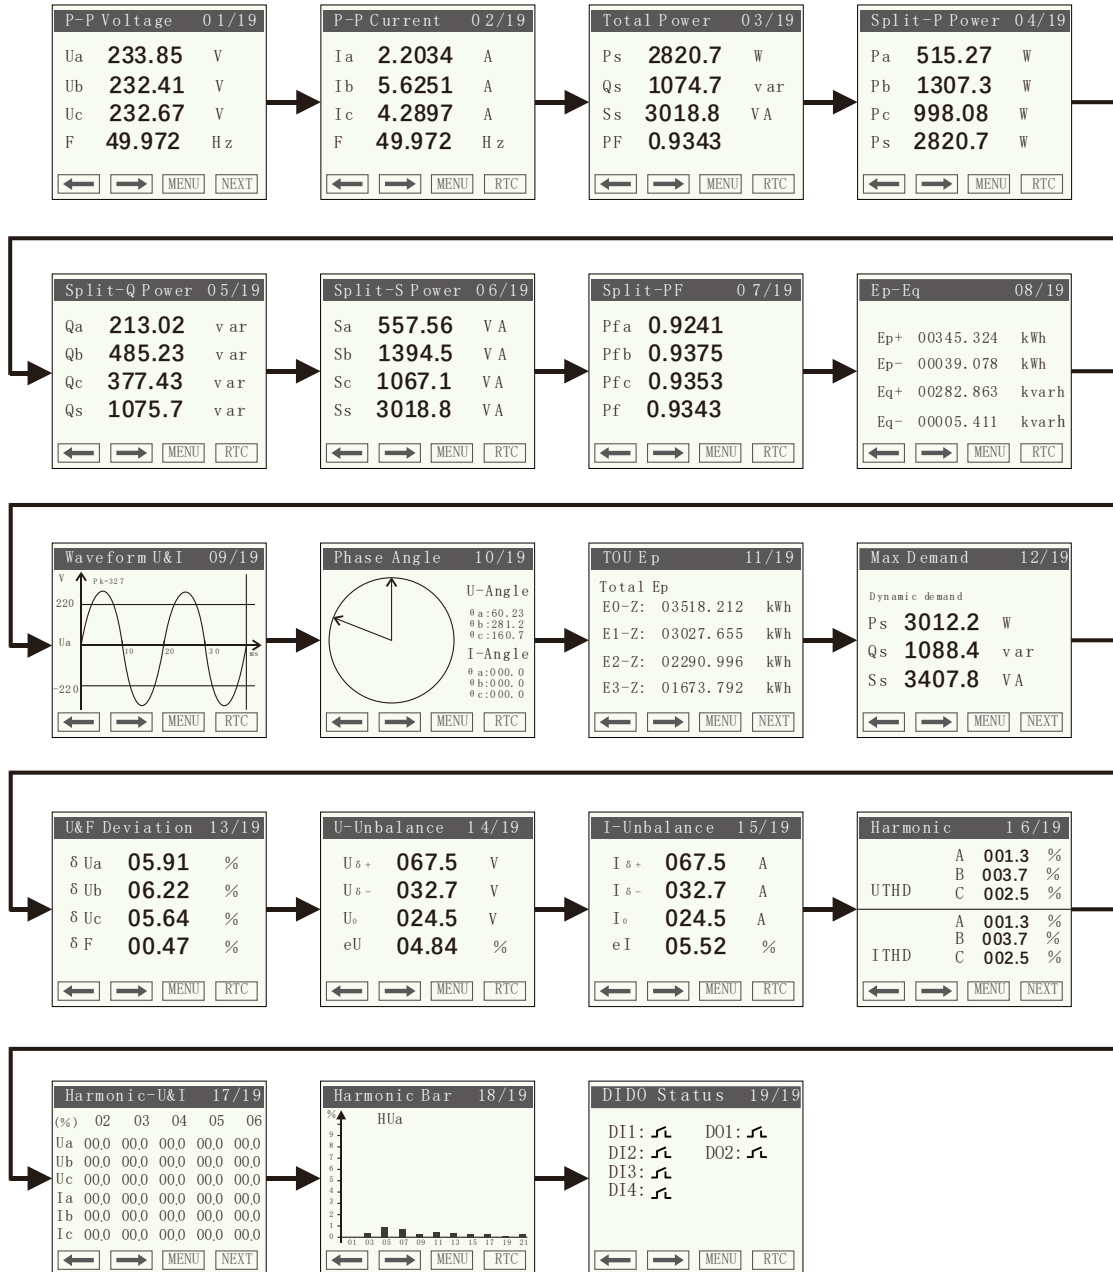 P-P Voltage 01/19
Ua 233.85 V
Ub 232.41 V
Uc 232.67 V
F 49.972 Hz
MENU NEXT
P-P Current 02/19
Ia 2.2034 A
Ib 5.6251 A
Ic 4.2897 A
F 49.972 Hz
MENU RTC
Total Power 03/19
Ps 2820.7 W
Qs 1074.7 var
Ss 3018.8 VA
PF 0.9343
MENU RTC
Split-P Power 04/19
Pa 515.27 W
Pb 1307.3 W
Pc 998.08 W
Ps 2820.7 W
MENU RTC
Split-Q Power 05/19
Qa 213.02 var
Qb 485.23 var
Qc 377.43 var
Qs 1075.7 var
MENU RTC
Split-S Power 06/19
Sa 557.56 VA
Sb 1394.5 VA
Sc 1067.1 VA
Ss 3018.8 VA
MENU RTC
Split-PF 07/19
Pfa 0.9241
Pfb 0.9375
Pfc 0.9353
Pf 0.9343
MENU RTC
Ep-Eq 08/19
Ep+ 00345.324 kWh
Ep- 00039.078 kWh
Eq+ 00282.863 kvarh
Eq- 00005.411 kvarh
MENU RTC
Waveform U&I 09/19
V Pk=327
220
Ua 10 20 30 ms
-220
MENU RTC
Phase Angle 10/19
U-Angle
θa:60.23
θb:281.2
θc:160.7
I-Angle
θa:000.0
θb:000.0
θc:000.0
MENU RTC
TOU Ep 11/19
Total Ep
E0-Z: 03518.212 kWh
E1-Z: 03027.655 kWh
E2-Z: 02290.996 kWh
E3-Z: 01673.792 kWh
MENU NEXT
Max Demand 12/19
Dynamic demand
Ps 3012.2 W
Qs 1088.4 var
Ss 3407.8 VA
MENU RTC
U&F Deviation 13/19
δUa 05.91 %
δUb 06.22 %
δUc 05.64 %
δF 00.47 %
MENU RTC
U-Unbalance 14/19
Uδ+ 067.5 V
Uδ- 032.7 V
U0 024.5 V
eU 04.84 %
MENU RTC
I-Unbalance 15/19
Iδ+ 067.5 A
Iδ- 032.7 A
I0 024.5 A
eI 05.52 %
MENU RTC
Harmonic 16/19
A 001.3 %
B 003.7 %
UTHD C 002.5 %
A 001.3 %
B 003.7 %
ITHD C 002.5 %
MENU NEXT
Harmonic-U&I 17/19
(%) 02 03 04 05 06
Ua 00.0 00.0 00.0 00.0 00.0
Ub 00.0 00.0 00.0 00.0 00.0
Uc 00.0 00.0 00.0 00.0 00.0
Ia 00.0 00.0 00.0 00.0 00.0
Ib 00.0 00.0 00.0 00.0 00.0
Ic 00.0 00.0 00.0 00.0 00.0
MENU NEXT
Harmonic Bar 18/19
% HUa
9
8
7
6
5
4
3
2
1
0
01 03 05 07 09 11 13 15 17 19 21
MENU RTC
DIDO Status 19/19
DI1: DO1:
DI2: DO2:
DI3:
DI4:
MENU RTC